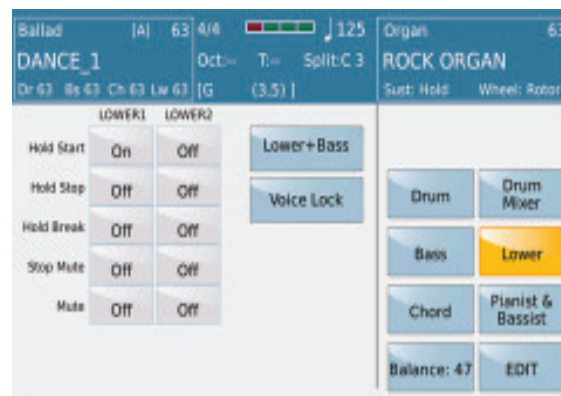 Ballad [A] 63 4/4 125 Organ 63
DANCE_1 Oct:-- T:-- Split:C 3 ROCK ORGAN
Dr 63 Bs 63 Ch 63 Lw 63 [G (3,5) ] Sust: Hold Wheel: Rotor
LOWER1 LOWER2
Hold Start On Off Lower+Bass
Hold Stop Off Off Voice Lock Drum Drum Mixer
Hold Break Off Off
Stop Mute Off Off Bass Lower
Mute Off Off Chord Pianist & Bassist
Balance: 47 EDIT